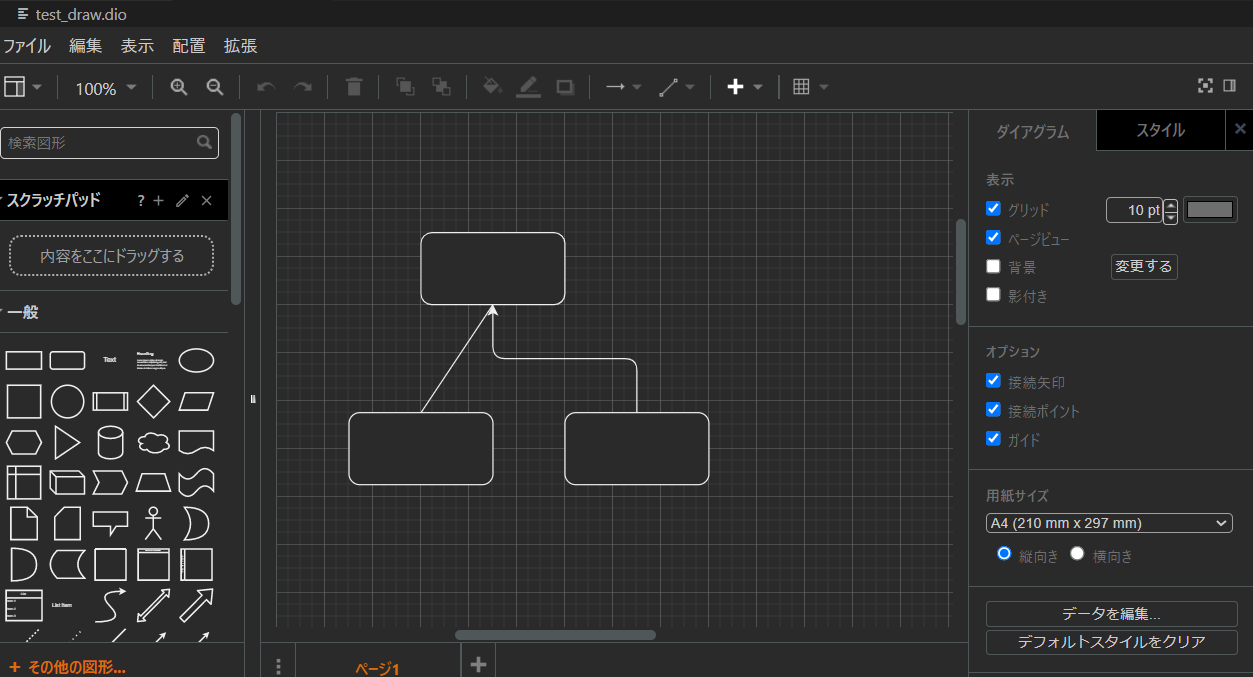 test_draw.dio
ファイル 編集 表示 配置 拡張
100%
検索図形
スクラッチパッド ?
内容をここにドラッグする
一般
Text
Heading
List
List Item
+ その他の図形...
ページ1
ダイアグラム スタイル
表示
グリッド 10 pt
ページビュー
背景 変更する
影付き
オプション
接続矢印
接続ポイント
ガイド
用紙サイズ
A4 (210 mm x 297 mm)
縦向き 横向き
データを編集...
デフォルトスタイルをクリア